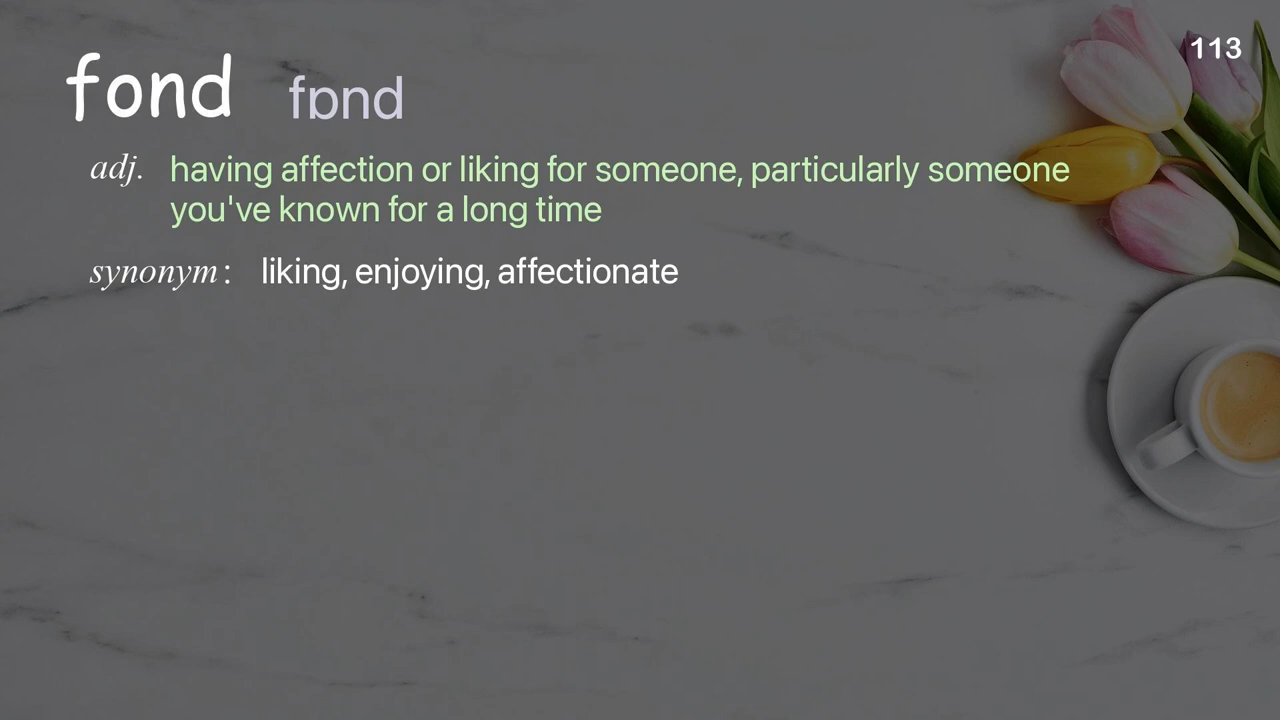 113
fond fɒnd
adj. having affection or liking for someone, particularly someone
you've known for a long time
synonym : liking, enjoying, affectionate